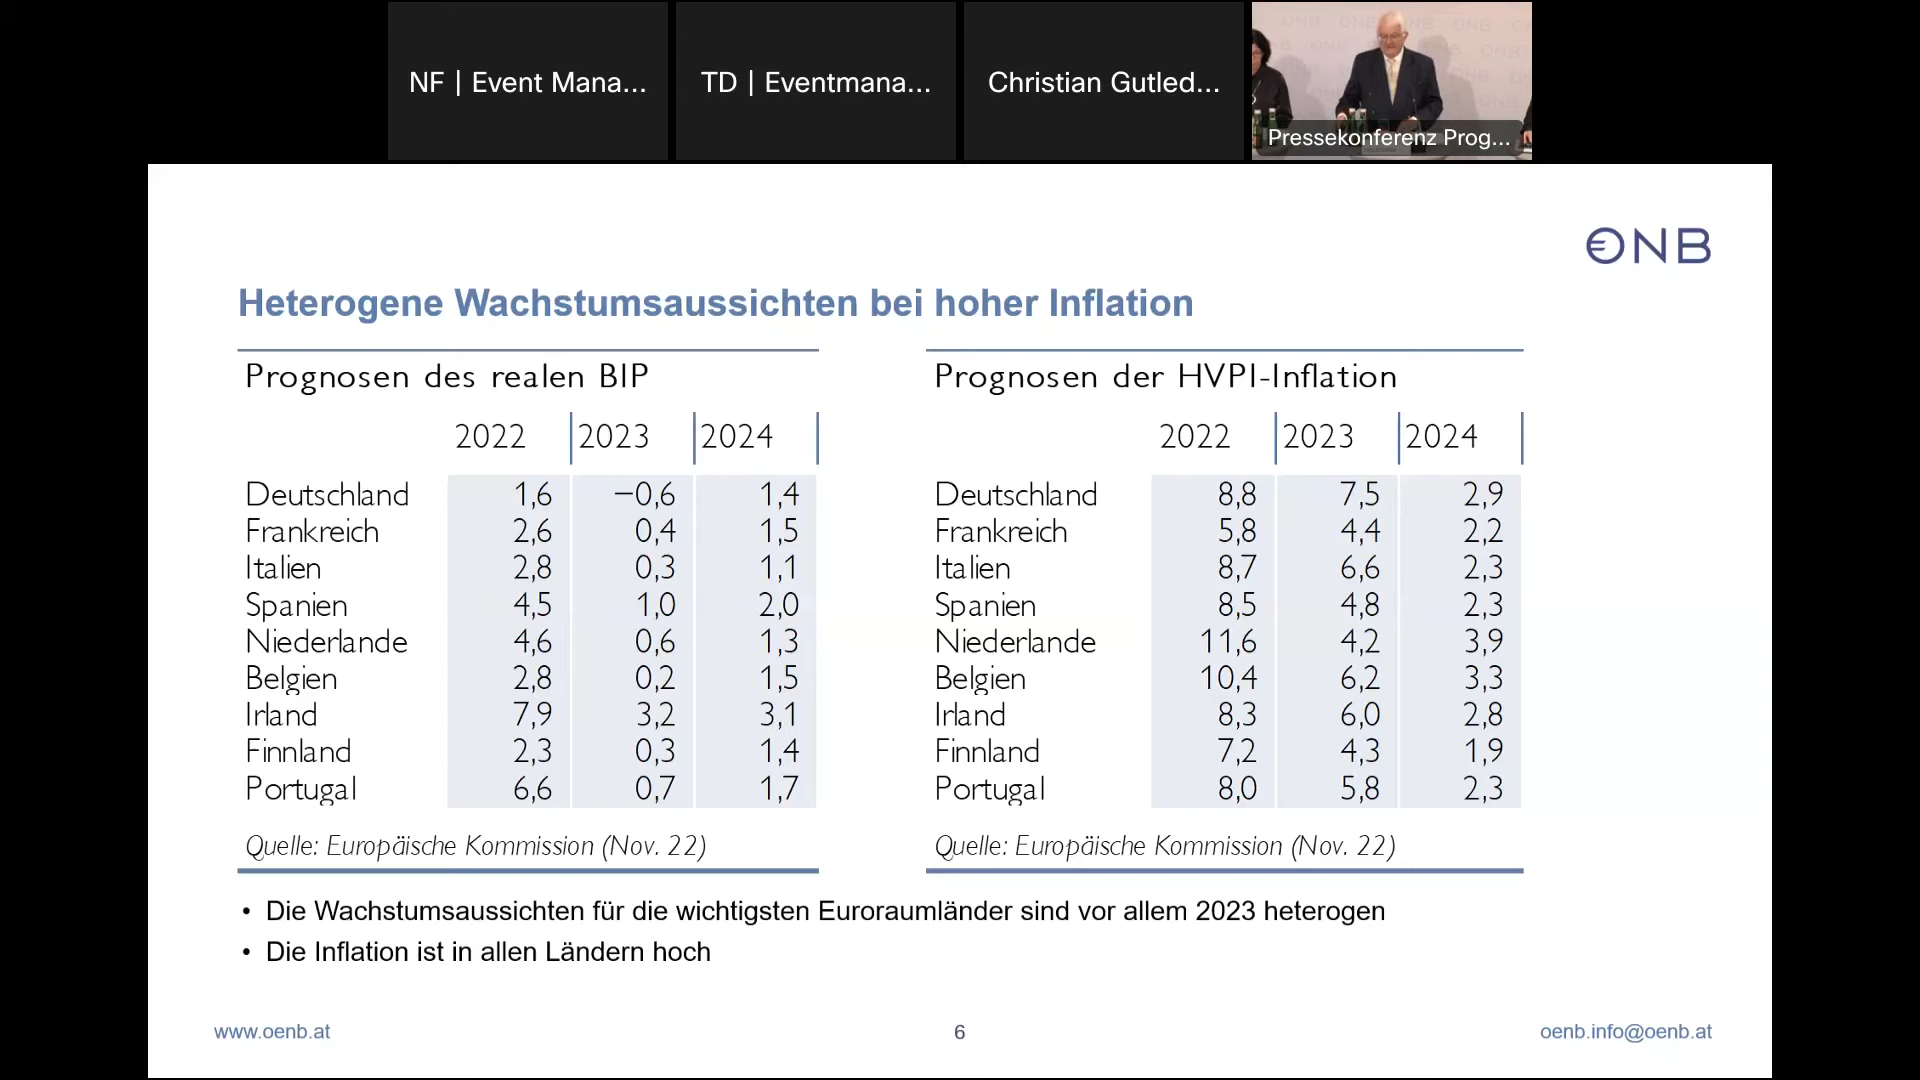 NF | Event Mana...
TD | Eventmana...
Christian Gutled...
Pressekonferenz Prog...
ONB
Heterogene Wachstumsaussichten bei hoher Inflation
Prognosen des realen BIP
2022 2023 2024
Deutschland 1,6 −0,6 1,4
Frankreich 2,6 0,4 1,5
Italien 2,8 0,3 1,1
Spanien 4,5 1,0 2,0
Niederlande 4,6 0,6 1,3
Belgien 2,8 0,2 1,5
Irland 7,9 3,2 3,1
Finnland 2,3 0,3 1,4
Portugal 6,6 0,7 1,7
Quelle: Europäische Kommission (Nov. 22)
Prognosen der HVPI-Inflation
2022 2023 2024
Deutschland 8,8 7,5 2,9
Frankreich 5,8 4,4 2,2
Italien 8,7 6,6 2,3
Spanien 8,5 4,8 2,3
Niederlande 11,6 4,2 3,9
Belgien 10,4 6,2 3,3
Irland 8,3 6,0 2,8
Finnland 7,2 4,3 1,9
Portugal 8,0 5,8 2,3
Quelle: Europäische Kommission (Nov. 22)
• Die Wachstumsaussichten für die wichtigsten Euroraumländer sind vor allem 2023 heterogen
• Die Inflation ist in allen Ländern hoch
www.oenb.at
6
oenb.info@oenb.at